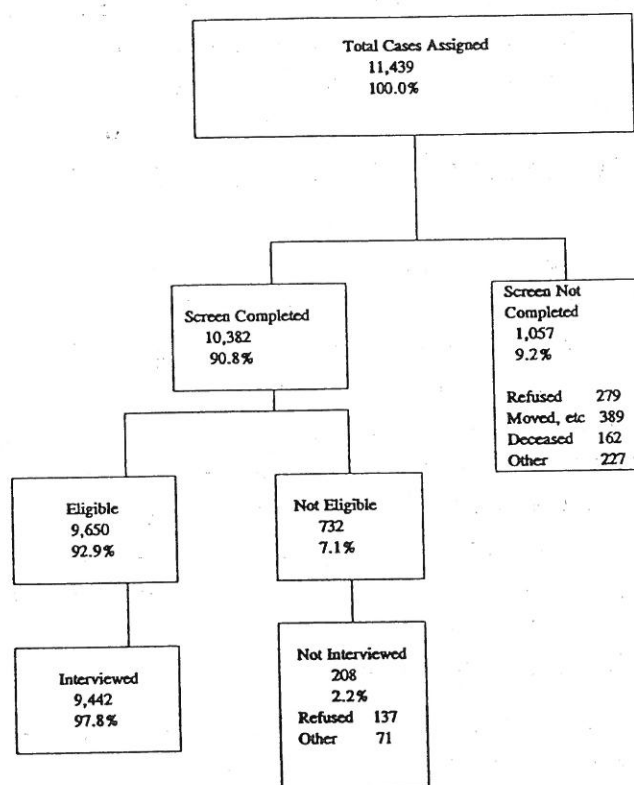 Total Cases Assigned
11,439
100.0%
Screen Completed
10,382
90.8%
Screen Not
Completed
1,057
9.2%
Refused 279
Moved, etc 389
Deceased 162
Other 227
Eligible
9,650
92.9%
Not Eligible
732
7.1%
Interviewed
9,442
97.8%
Not Interviewed
208
2.2%
Refused 137
Other 71